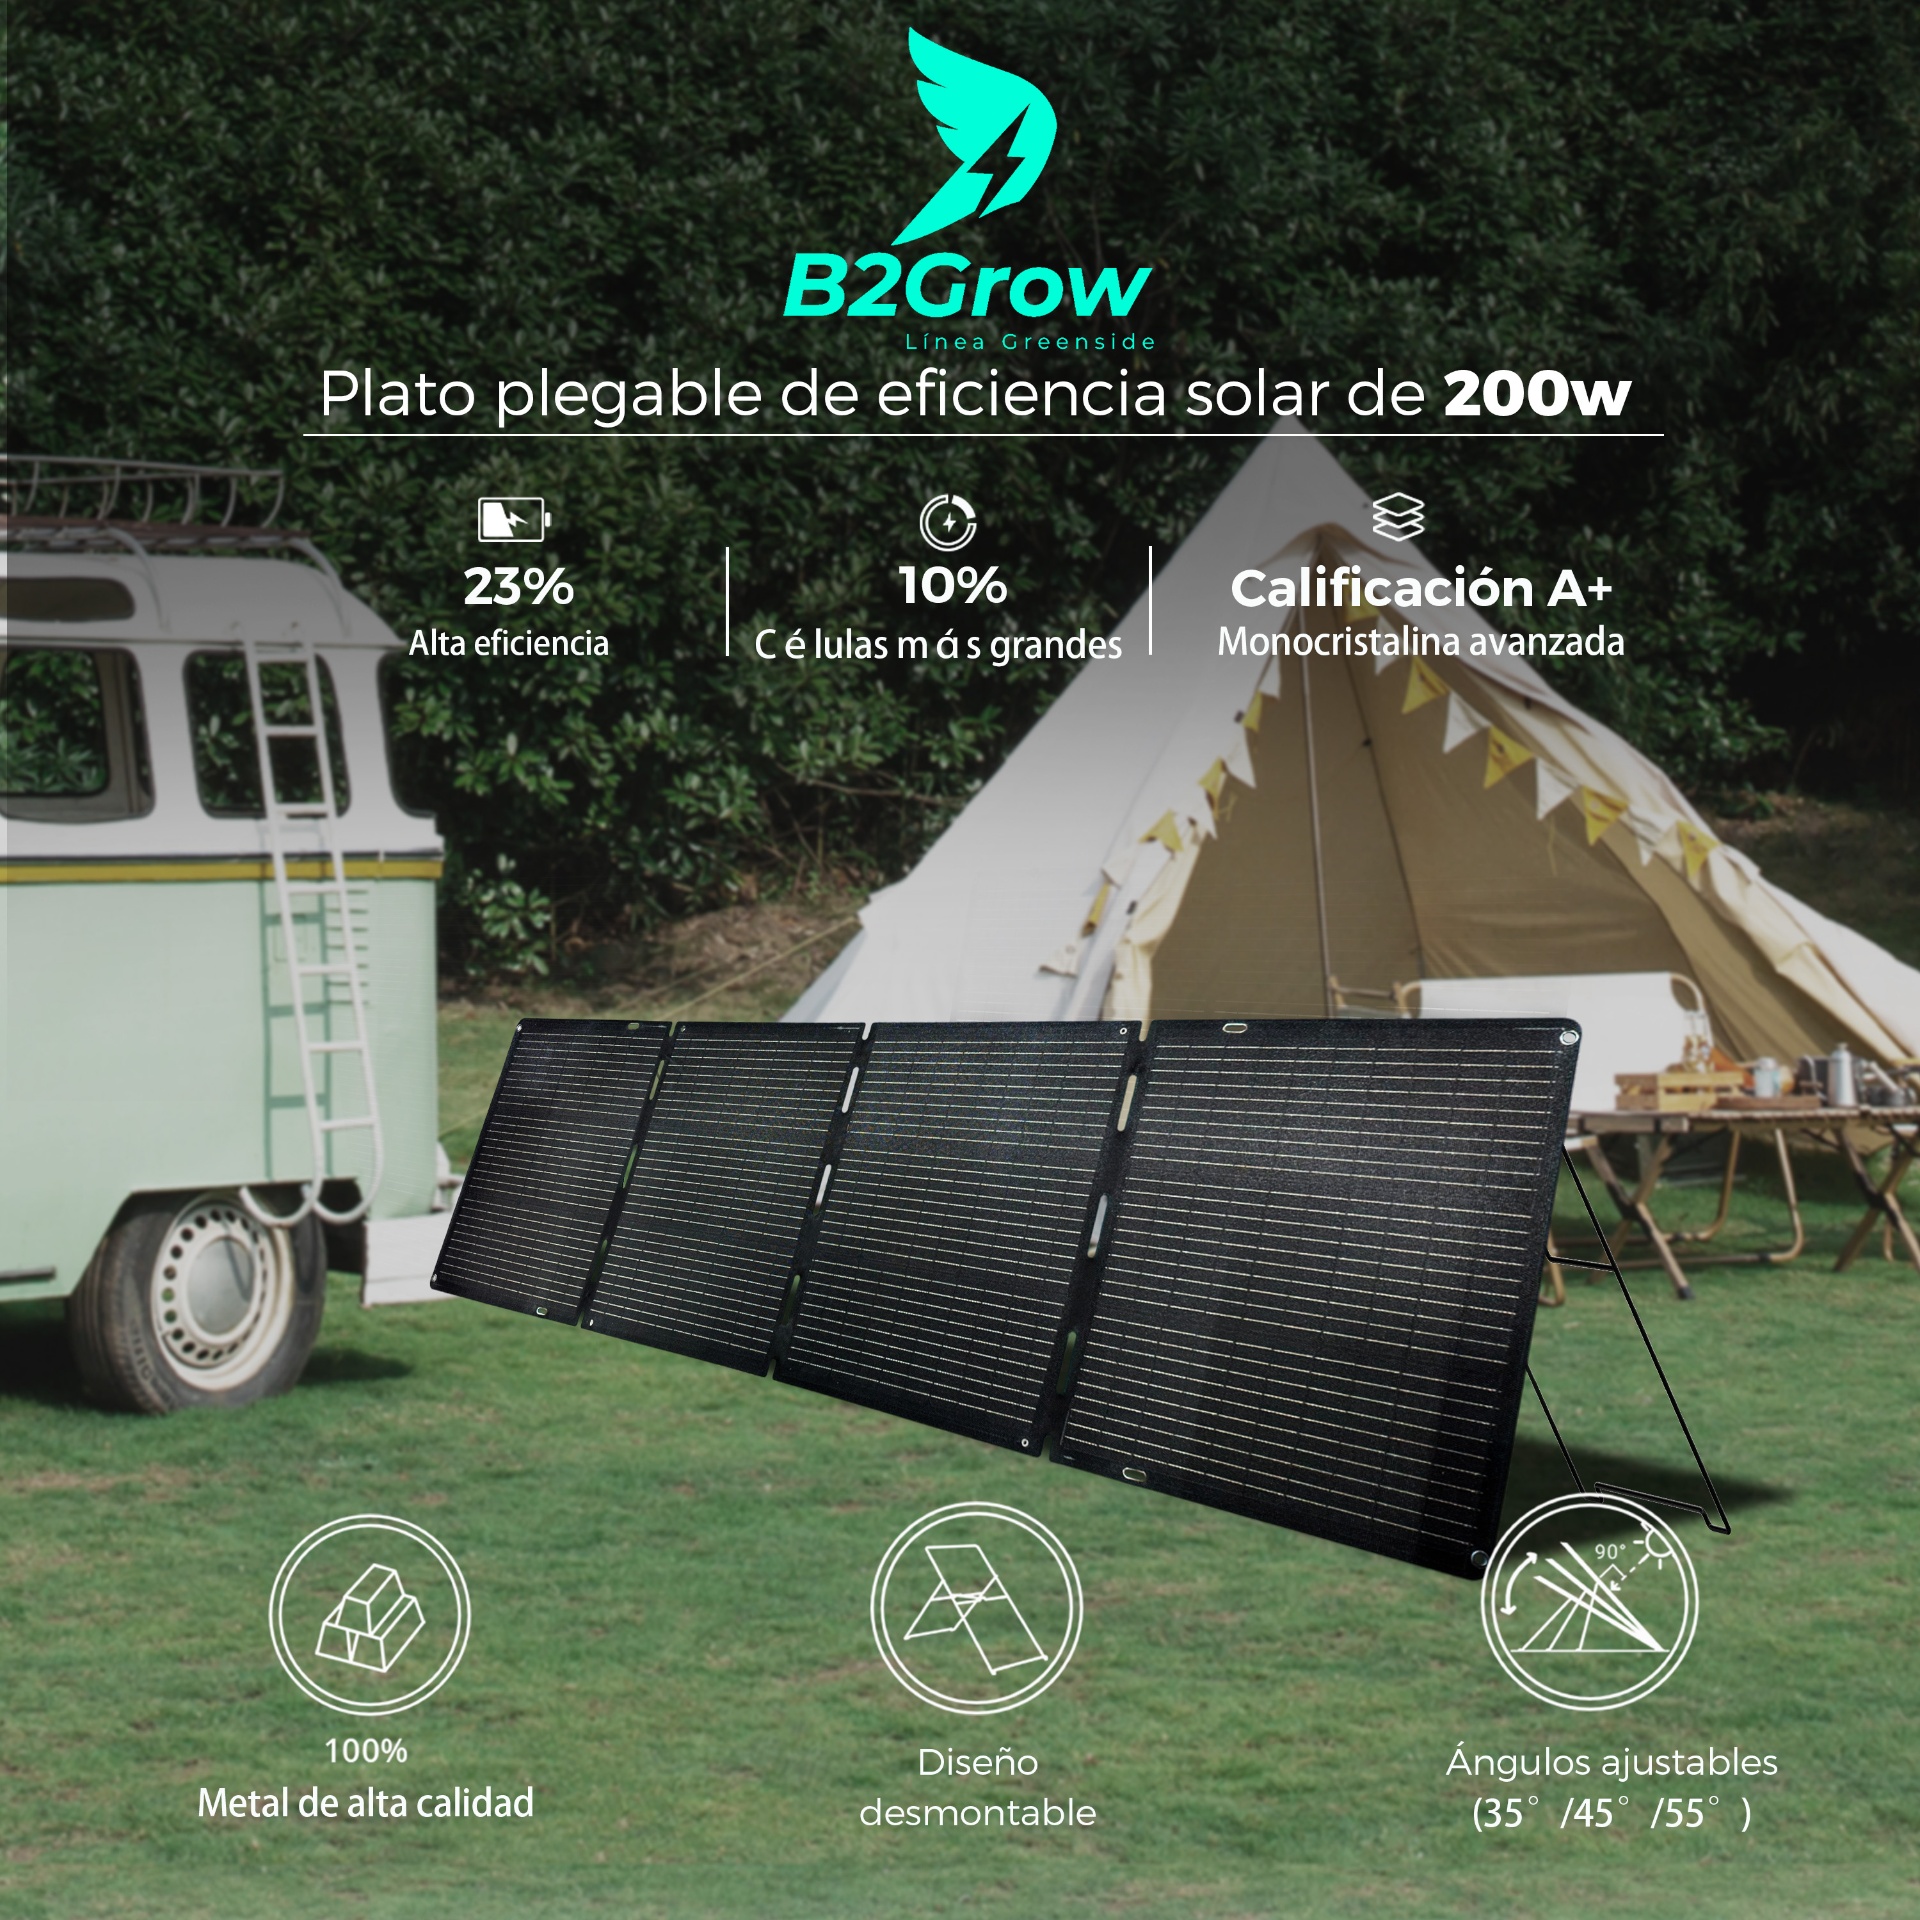 B2Grow
Línea Greenside
Plato plegable de eficiencia solar de 200w
23%
Alta eficiencia
10%
C é lulas m á s grandes
Calificación A+
Monocristalina avanzada
90°
100%
Metal de alta calidad
Diseño
desmontable
Ángulos ajustables
(35° /45° /55° )